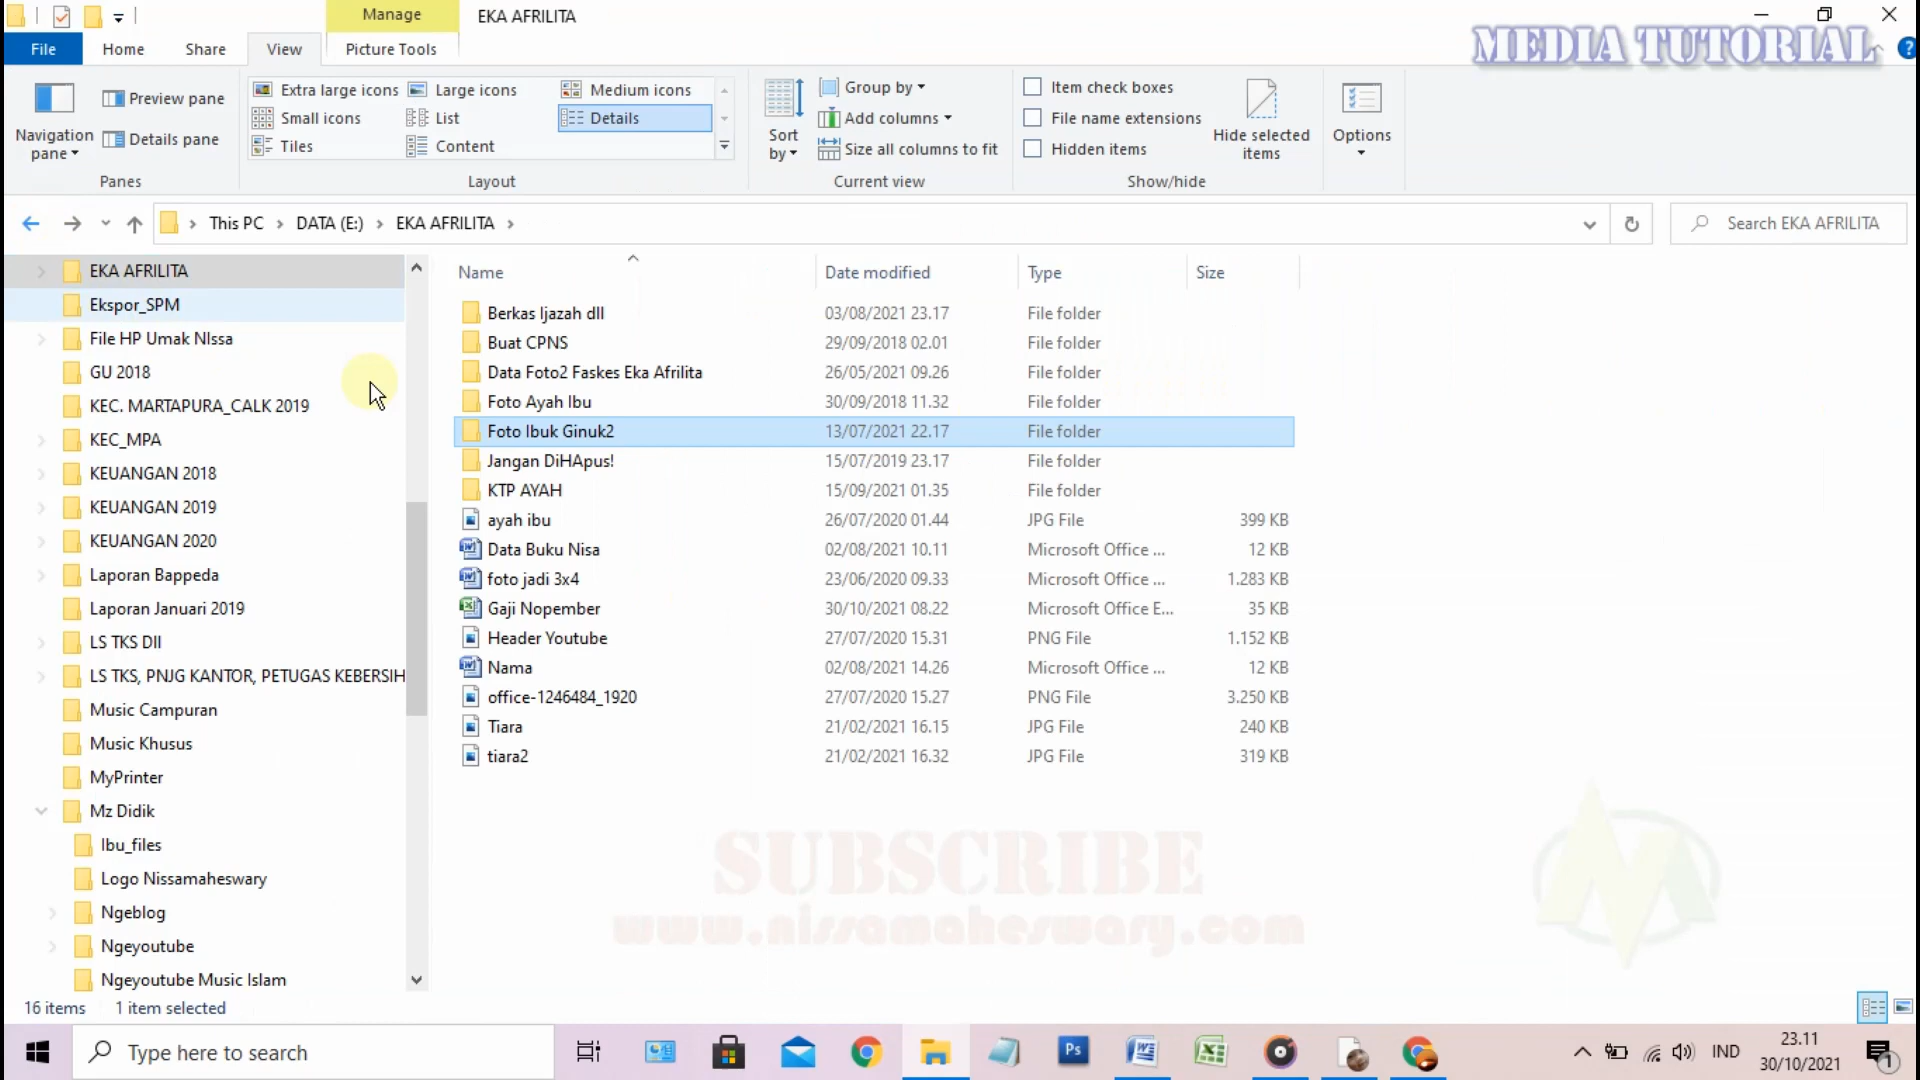 Manage
EKA AFRILITA
MEDIA TUTORIAL
File
Home
Share
View
Picture Tools
Navigation pane
Preview pane
Details pane
Panes
Extra large icons
Large icons
Medium icons
Small icons
List
Details
Tiles
Content
Layout
Sort by
Group by
Add columns
Size all columns to fit
Current view
Item check boxes
File name extensions
Hidden items
Hide selected items
Show/hide
Options
This PC > DATA (E:) > EKA AFRILITA >
Search EKA AFRILITA
EKA AFRILITA
Ekspor_SPM
File HP Umak NIssa
GU 2018
KEC. MARTAPURA_CALK 2019
KEC_MPA
KEUANGAN 2018
KEUANGAN 2019
KEUANGAN 2020
Laporan Bappeda
Laporan Januari 2019
LS TKS DII
LS TKS, PNJG KANTOR, PETUGAS KEBERSIH
Music Campuran
Music Khusus
MyPrinter
Mz Didik
Ibu_files
Logo Nissamaheswary
Ngeblog
Ngeyoutube
Ngeyoutube Music Islam
Name Date modified Type Size
Berkas Ijazah dll 03/08/2021 23.17 File folder
Buat CPNS 29/09/2018 02.01 File folder
Data Foto2 Faskes Eka Afrilita 26/05/2021 09.26 File folder
Foto Ayah Ibu 30/09/2018 11.32 File folder
Foto Ibuk Ginuk2 13/07/2021 22.17 File folder
Jangan DiHApus! 15/07/2019 23.17 File folder
KTP AYAH 15/09/2021 01.35 File folder
ayah ibu 26/07/2020 01.44 JPG File 399 KB
Data Buku Nisa 02/08/2021 10.11 Microsoft Office ... 12 KB
foto jadi 3x4 23/06/2020 09.33 Microsoft Office ... 1.283 KB
Gaji Nopember 30/10/2021 08.22 Microsoft Office E... 35 KB
Header Youtube 27/07/2020 15.31 PNG File 1.152 KB
Nama 02/08/2021 14.26 Microsoft Office ... 12 KB
office-1246484_1920 27/07/2020 15.27 PNG File 3.250 KB
Tiara 21/02/2021 16.15 JPG File 240 KB
tiara2 21/02/2021 16.32 JPG File 319 KB
SUBSCRIBE
www.nissamaheswary.com
16 items 1 item selected
Type here to search
Ps
IND
23.11
30/10/2021
1